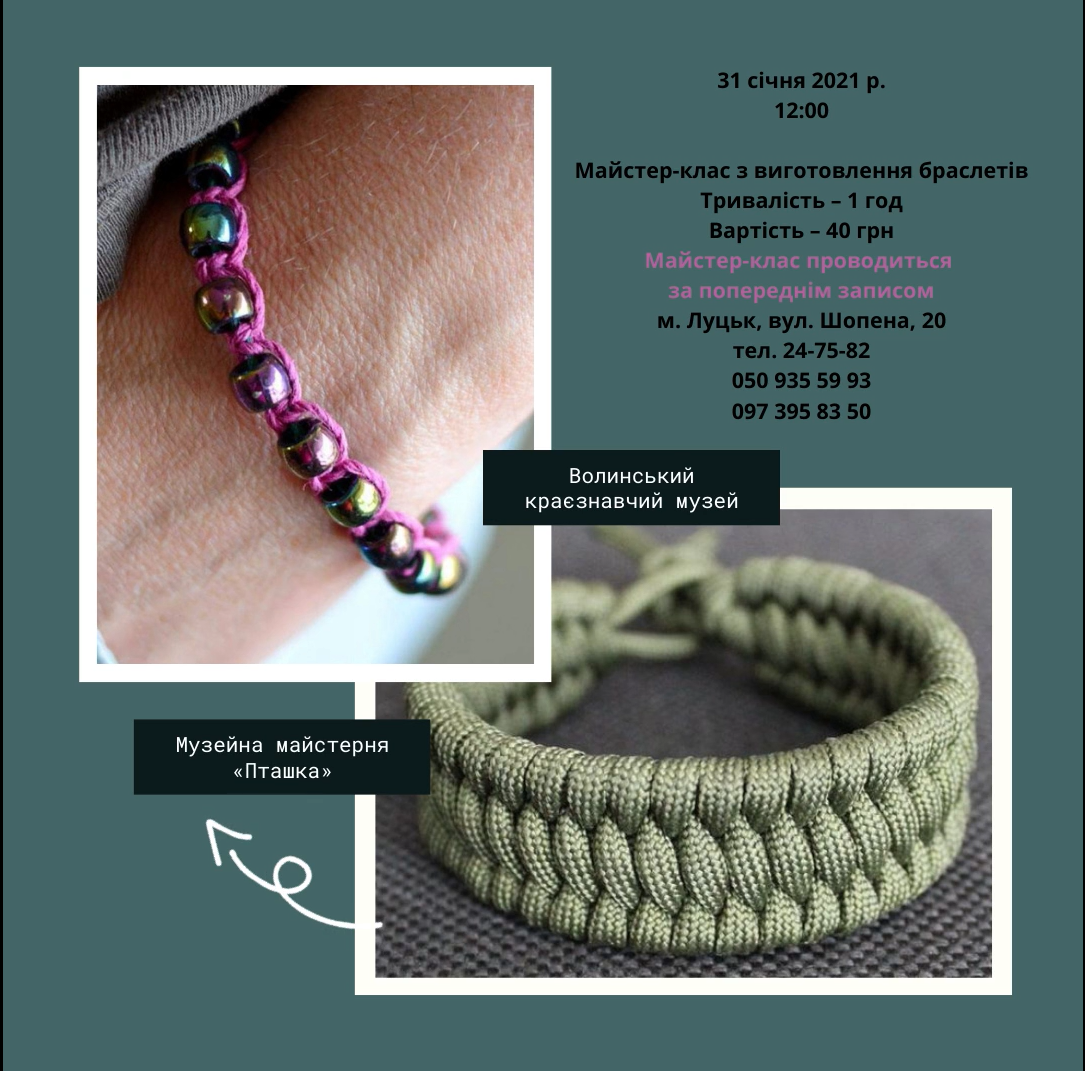 31 січня 2021 р.
12:00
Майстер-клас з виготовлення браслетів
Тривалість – 1 год
Вартість – 40 грн
Майстер-клас проводиться
за попереднім записом
м. Луцьк, вул. Шопена, 20
тел. 24-75-82
050 935 59 93
097 395 83 50
Волинський
краєзнавчий музей
Музейна майстерня
«Пташка»